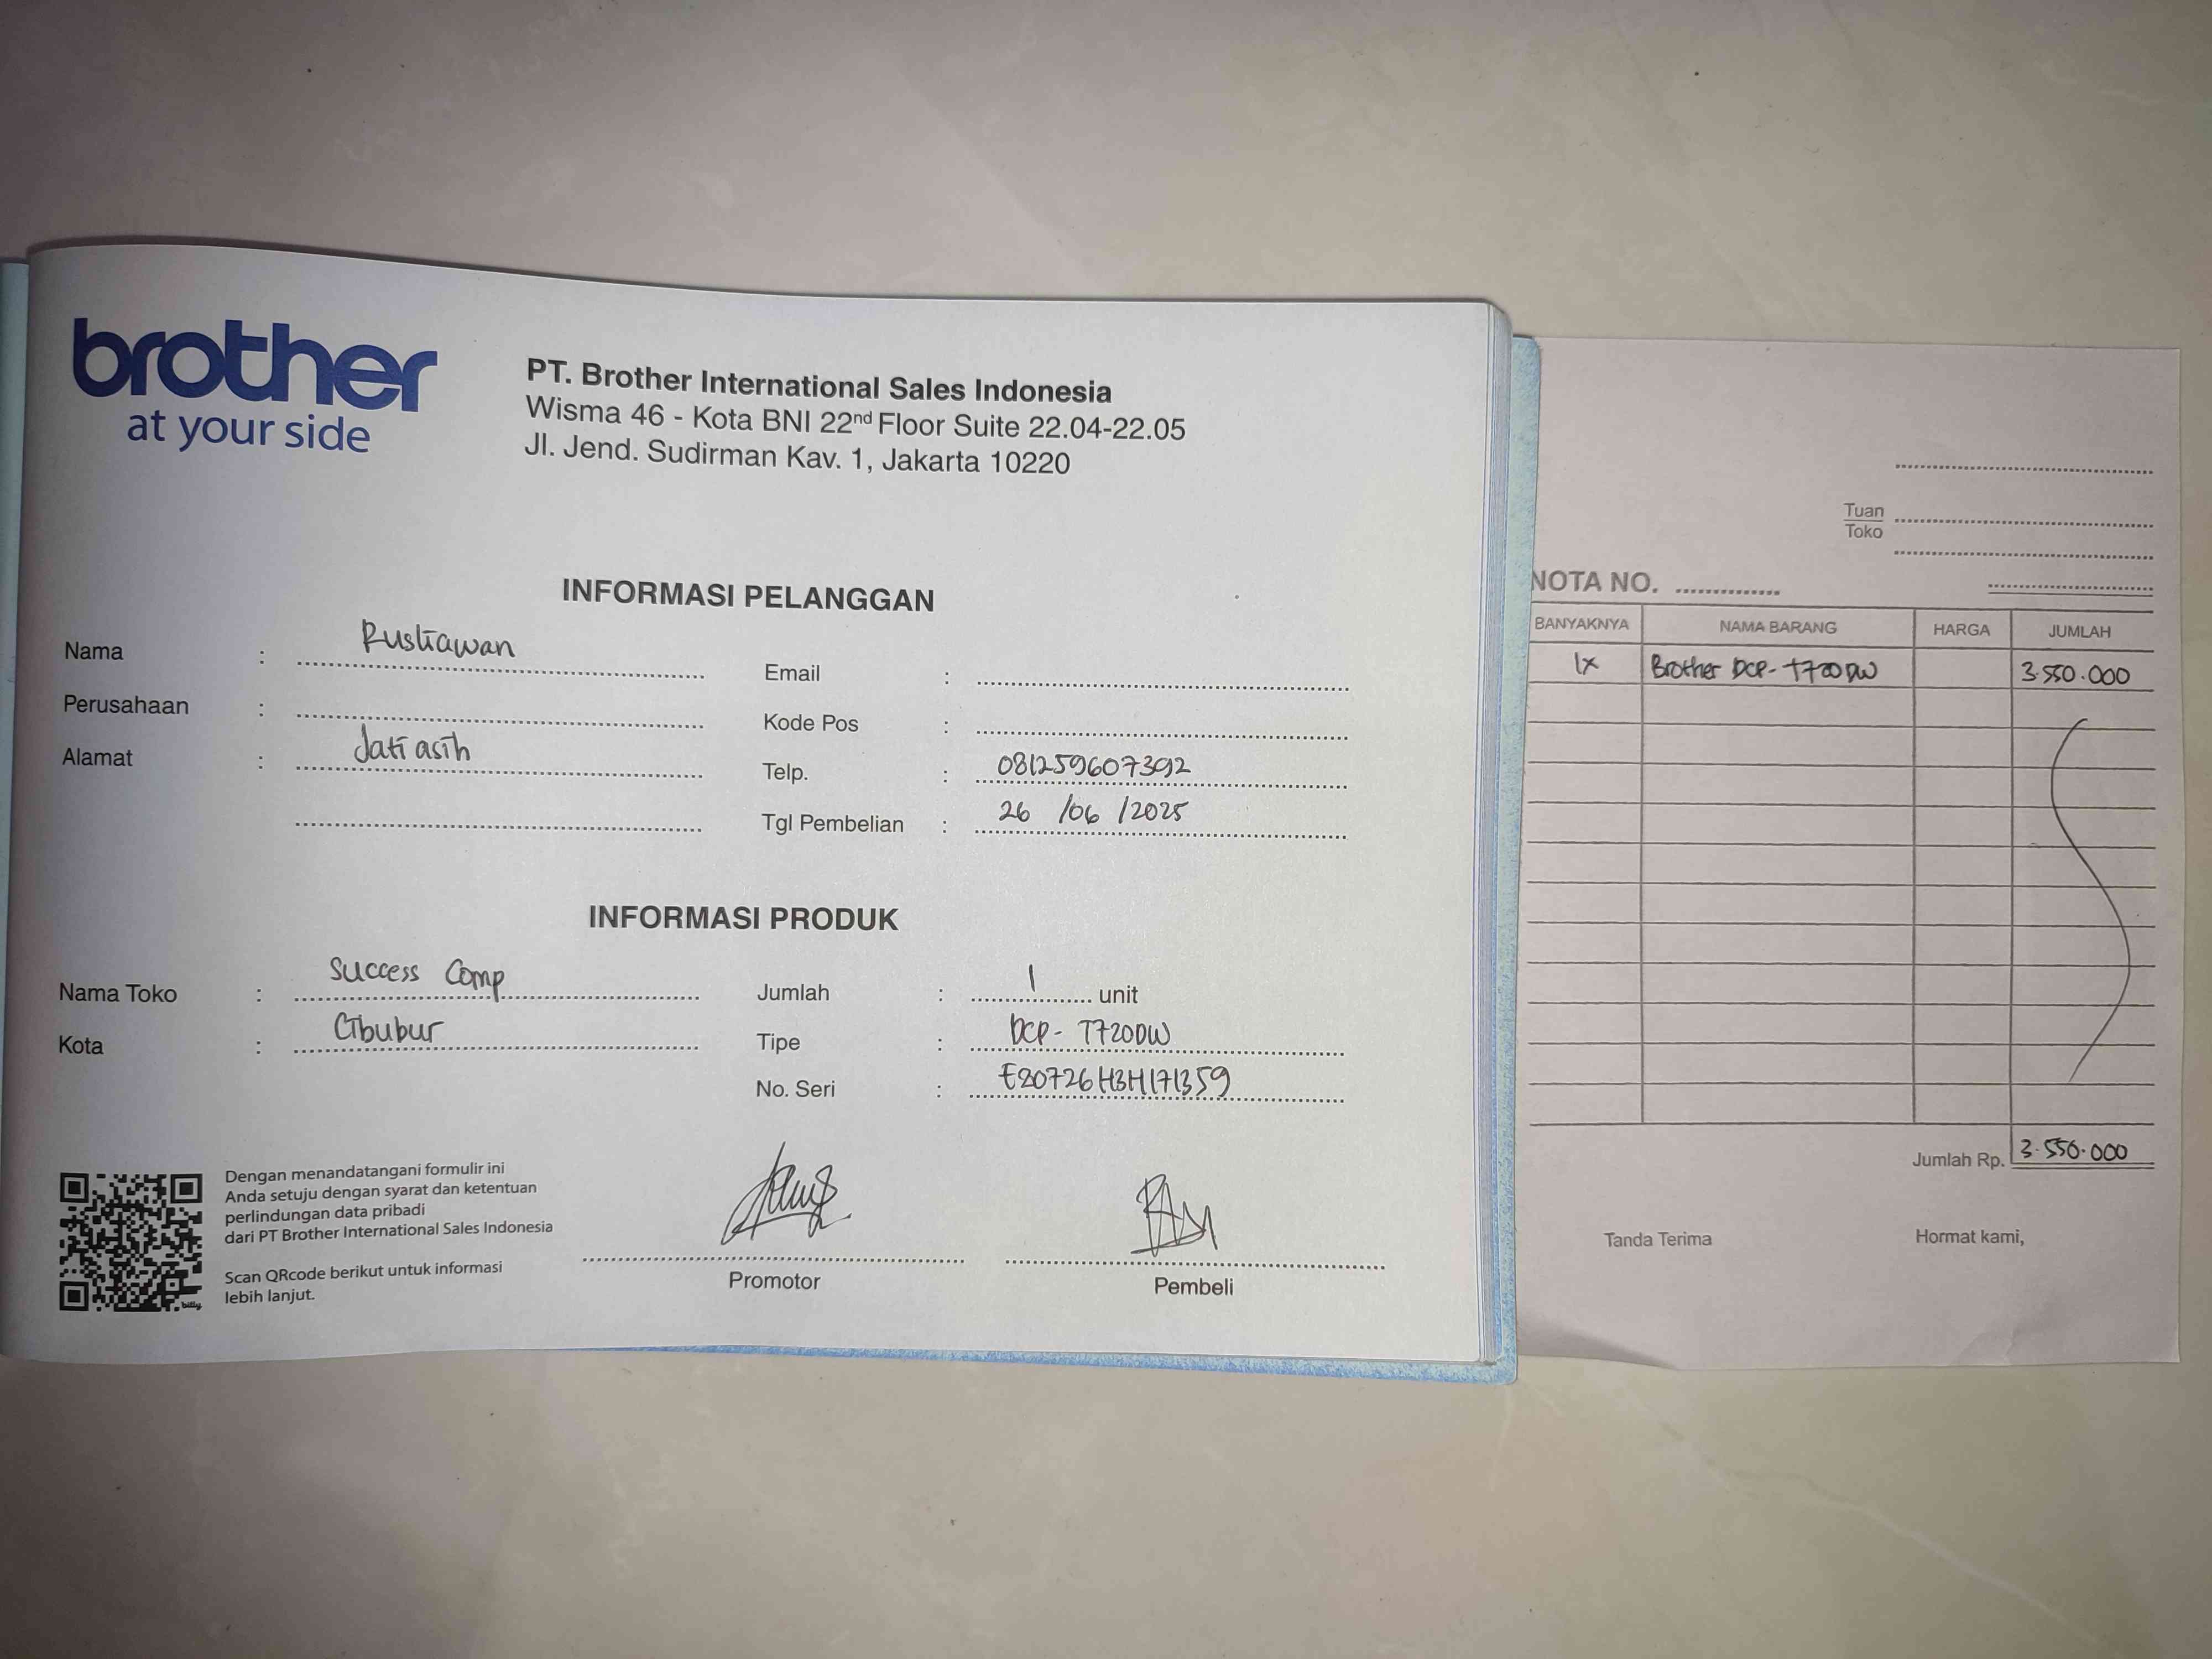 brother
at your side
PT. Brother International Sales Indonesia
Wisma 46 - Kota BNI 22nd Floor Suite 22.04-22.05
Jl. Jend. Sudirman Kav. 1, Jakarta 10220
INFORMASI PELANGGAN
Nama : Rustiawan
Perusahaan :
Alamat : Jati asih
Email :
Kode Pos :
Telp. : 081259607392
Tgl Pembelian : 26 /06 /2025
INFORMASI PRODUK
Nama Toko : Success Comp
Kota : Cibubur
Jumlah : 1 unit
Tipe : DCP- T720DW
No. Seri : E80726H3H171359
Dengan menandatangani formulir ini
Anda setuju dengan syarat dan ketentuan
perlindungan data pribadi
dari PT Brother International Sales Indonesia
Scan QRcode berikut untuk informasi
lebih lanjut.
bitly
Promotor
Pembeli
Tuan
Toko
NOTA NO.
BANYAKNYA NAMA BARANG HARGA JUMLAH
1x Brother DCP- T720DW 3.550.000
Jumlah Rp. 3.550.000
Tanda Terima Hormat kami,